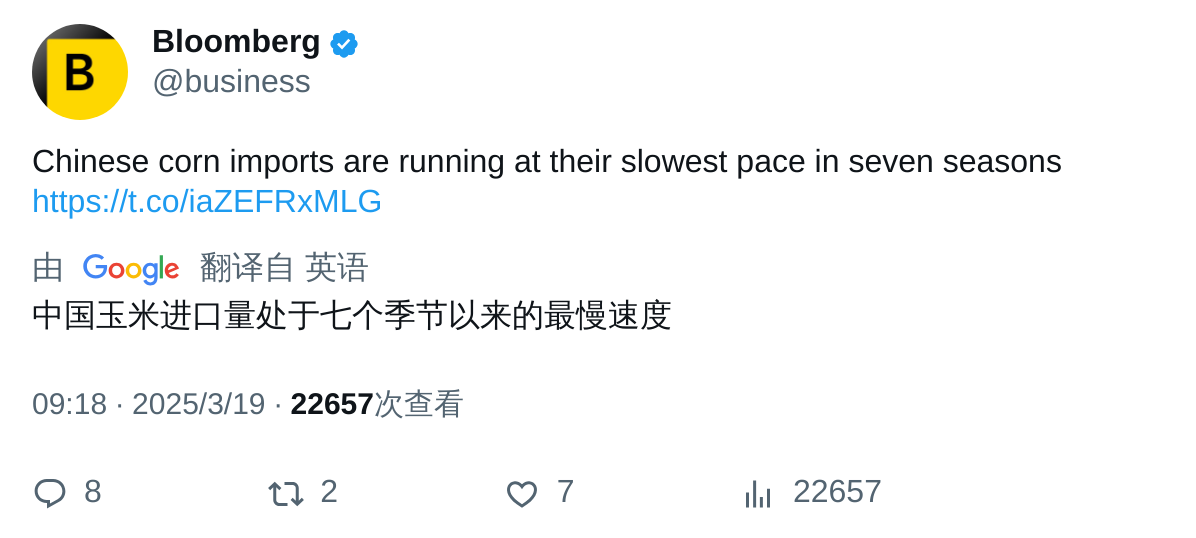 B
Bloomberg
@business
Chinese corn imports are running at their slowest pace in seven seasons
https://t.co/iaZEFRxMLG
由 Google 翻译自 英语
中国玉米进口量处于七个季节以来的最慢速度
09:18 · 2025/3/19 · 22657次查看
8 2 7 22657